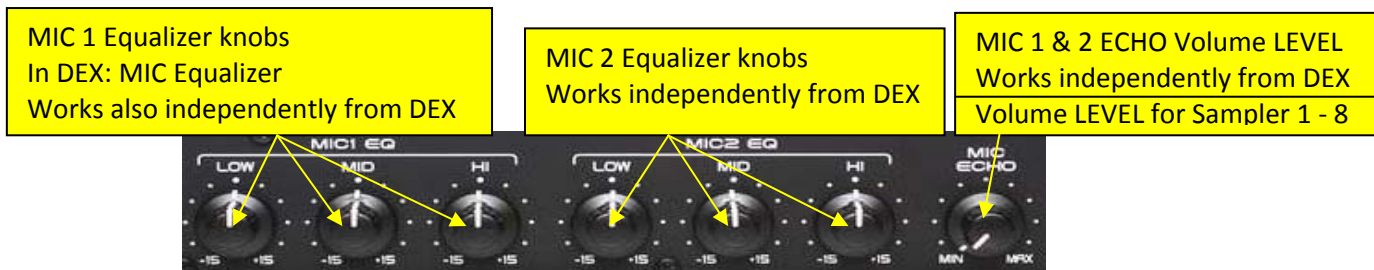 MIC 1 Equalizer knobs
In DEX: MIC Equalizer
Works also independently from DEX
MIC 2 Equalizer knobs
Works independently from DEX
MIC 1 & 2 ECHO Volume LEVEL
Works independently from DEX
Volume LEVEL for Sampler 1 - 8
MIC1 EQ
LOW MID HI
-15 +15 -15 +15 -15 +15
MIC2 EQ
LOW MID HI
-15 +15 -15 +15 -15 +15
MIC
ECHO
MIN MAX